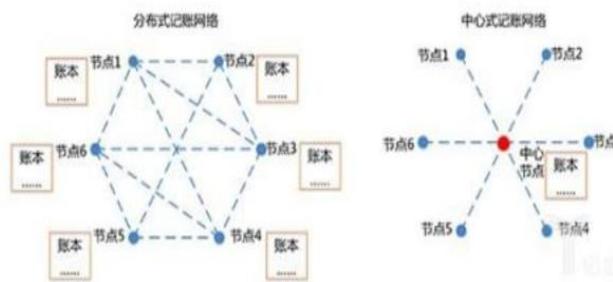 分布式记账网络
账本
......
节点1
节点2
账本
......
账本
......
节点6
节点3
账本
......
账本
......
节点5
节点4
账本
......
中心式记账网络
节点1
节点2
节点6
中心
节点
节点
账本
......
节点5
节点4